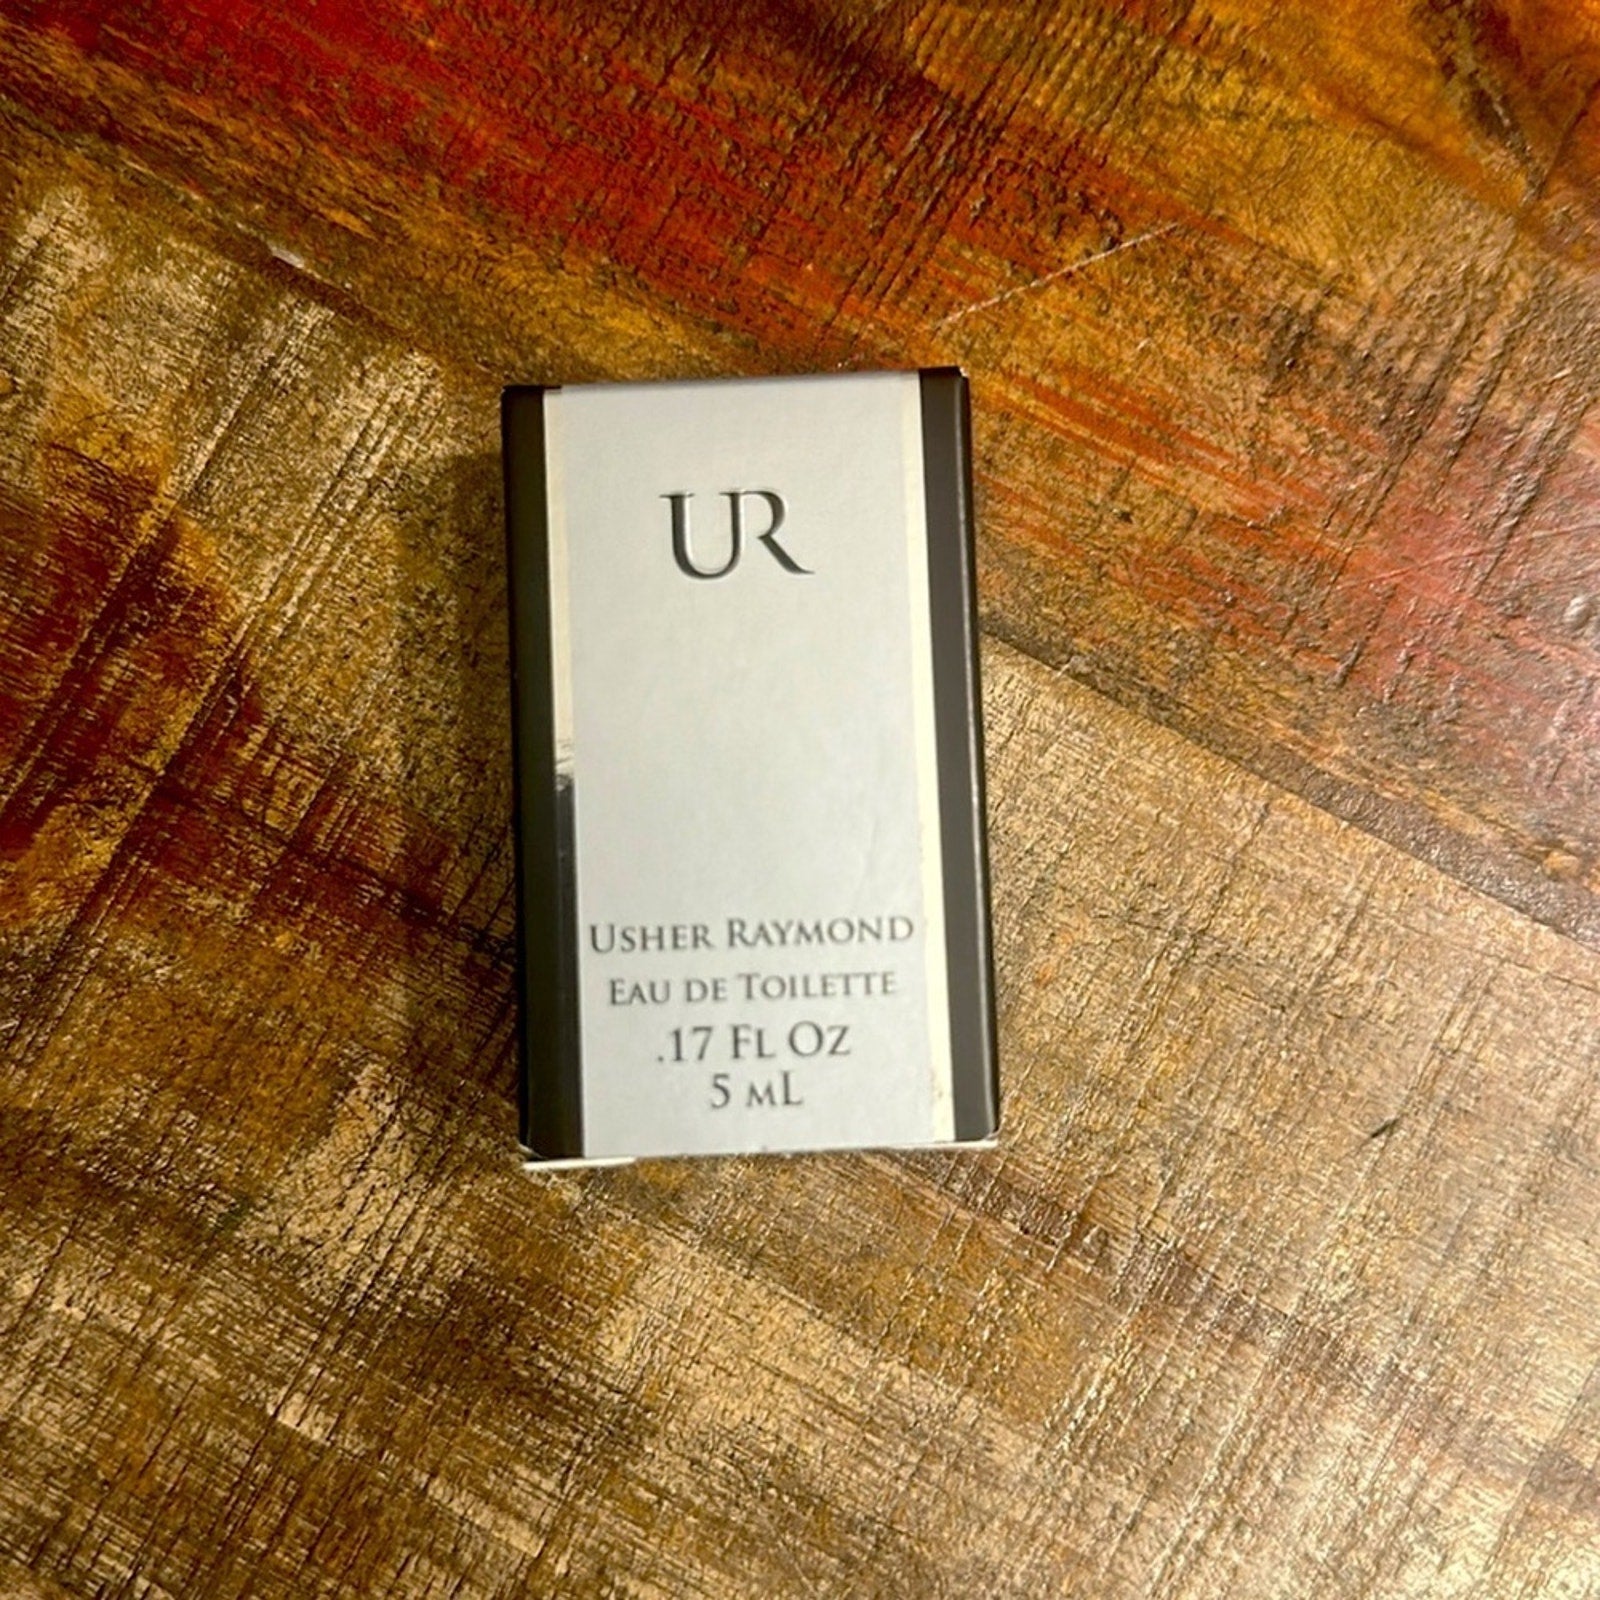 UR
USHER RAYMOND
EAU DE TOILETTE
.17 FL OZ
5 ML